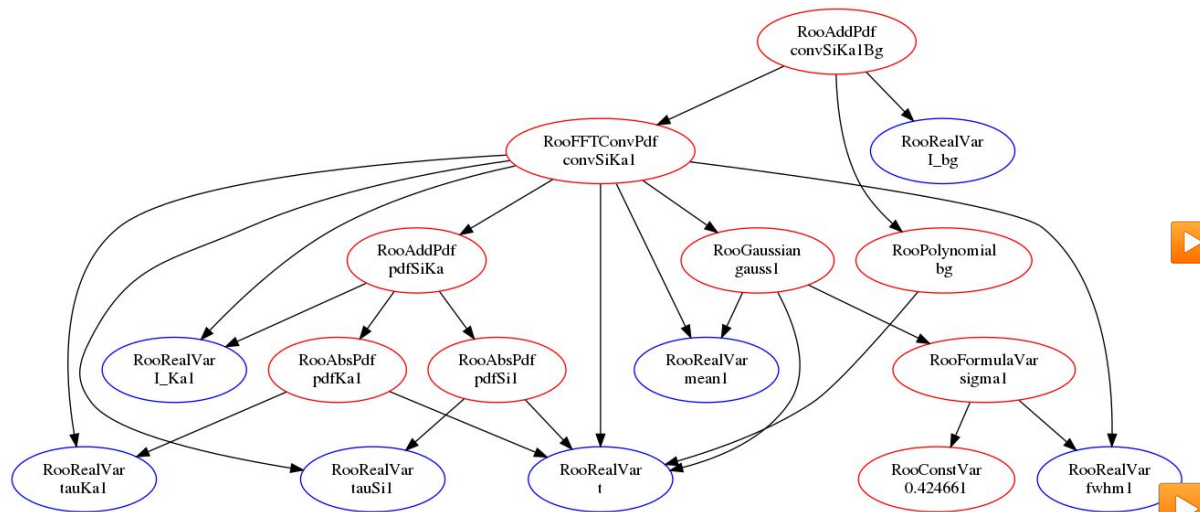 RooAddPdf
convSiKa1Bg
RooFFTConvPdf
convSiKa1
RooRealVar
I_bg
RooAddPdf
pdfSiKa
RooGaussian
gauss1
RooPolynomial
bg
RooRealVar
I_Ka1
RooAbsPdf
pdfKa1
RooAbsPdf
pdfSi1
RooRealVar
mean1
RooFormulaVar
sigma1
RooRealVar
tauKa1
RooRealVar
tauSi1
RooRealVar
t
RooConstVar
0.424661
RooRealVar
fwhm1